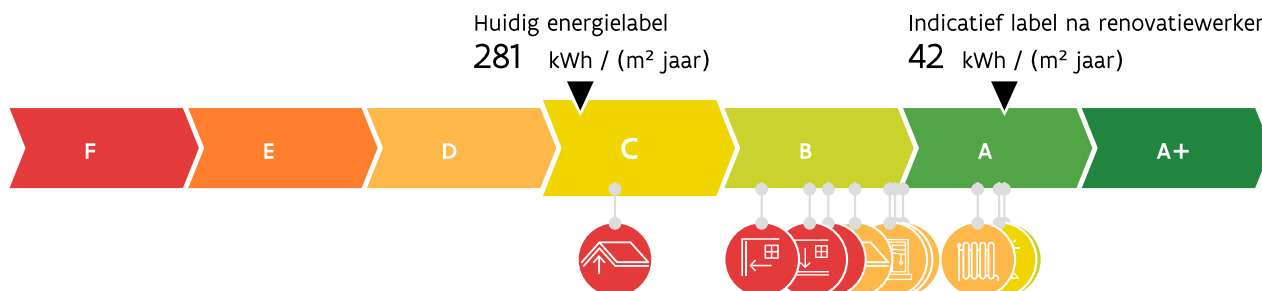 Huidig energielabel
281 kWh / (m² jaar)
Indicatief label na renovatiewerken
42 kWh / (m² jaar)
F E D C B A A+